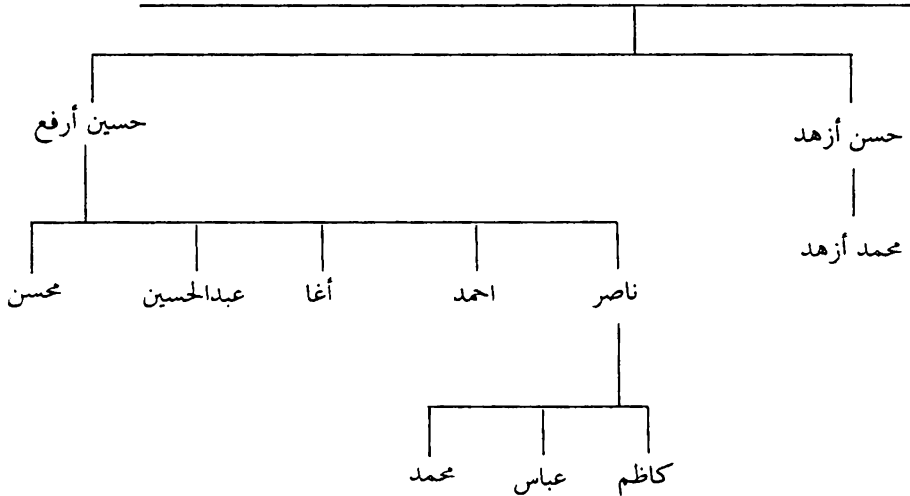 حسن أزهد
حسين أرفع
محمد أزهد
ناصر
احمد
أغا
عبدالحسين
محسن
كاظم
عباس
محمد